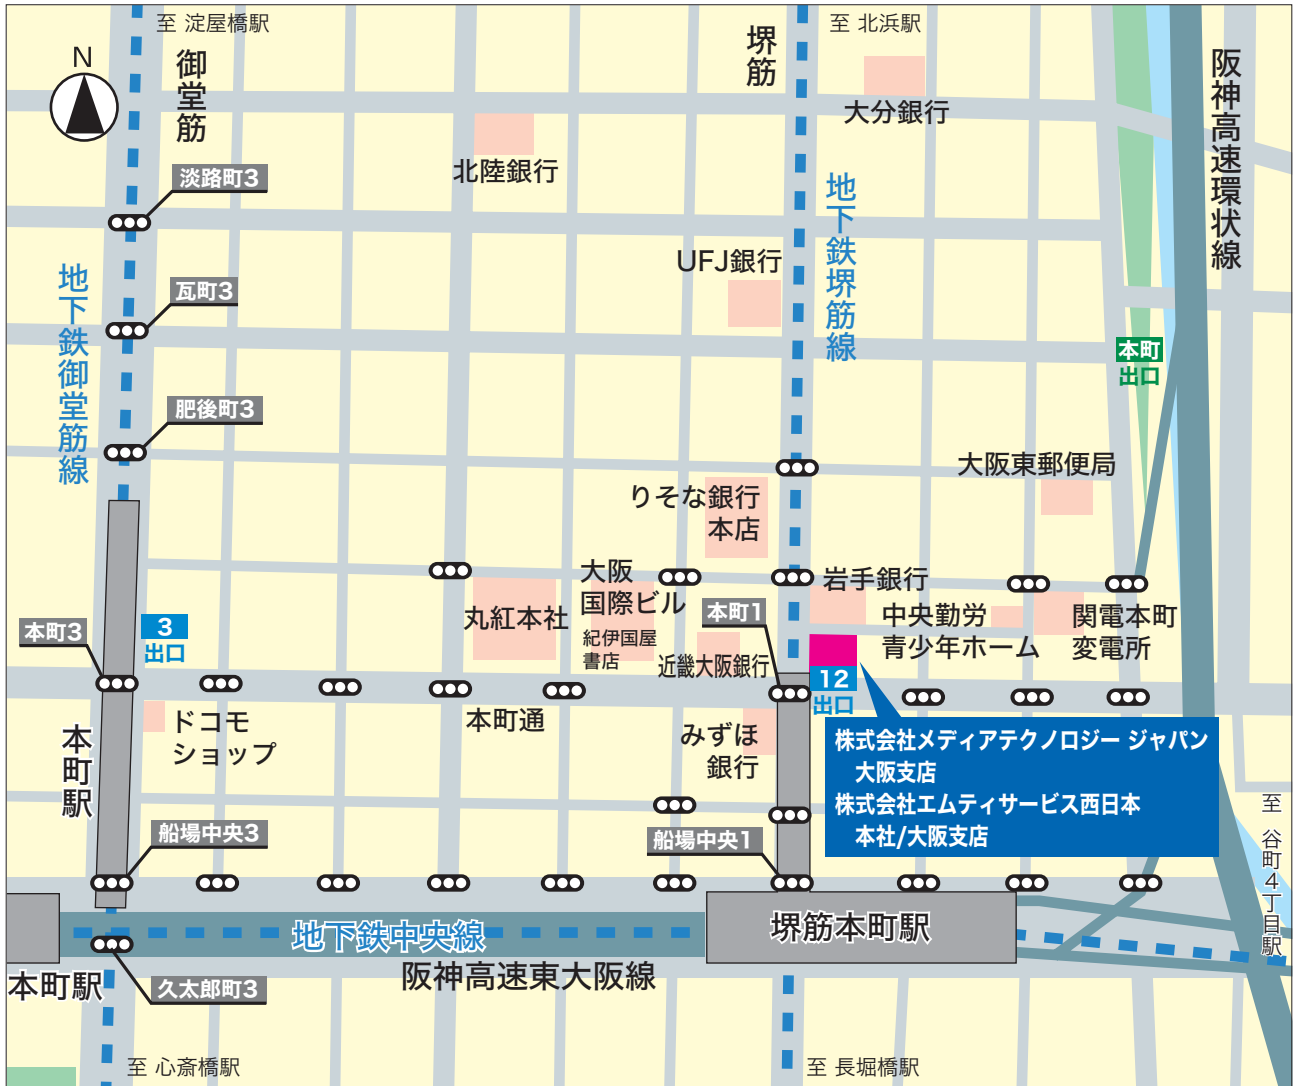 至 淀屋橋駅
至 北浜駅
N
御堂筋
堺筋
阪神高速環状線
大分銀行
北陸銀行
淡路町3
地下鉄堺筋線
UFJ銀行
地下鉄御堂筋線
瓦町3
本町
出口
肥後町3
大阪東郵便局
りそな銀行
本店
大阪
国際ビル
紀伊国屋
書店
丸紅本社
岩手銀行
中央勤労
青少年ホーム
関電本町
変電所
本町1
本町3
3
出口
近畿大阪銀行
12
出口
ドコモ
ショップ
本町通
みずほ
銀行
株式会社メディアテクノロジー ジャパン
大阪支店
株式会社エムティサービス西日本
本社/大阪支店
本町駅
至 谷町4丁目駅
船場中央3
船場中央1
地下鉄中央線
堺筋本町駅
阪神高速東大阪線
本町駅
久太郎町3
至 心斎橋駅
至 長堀橋駅